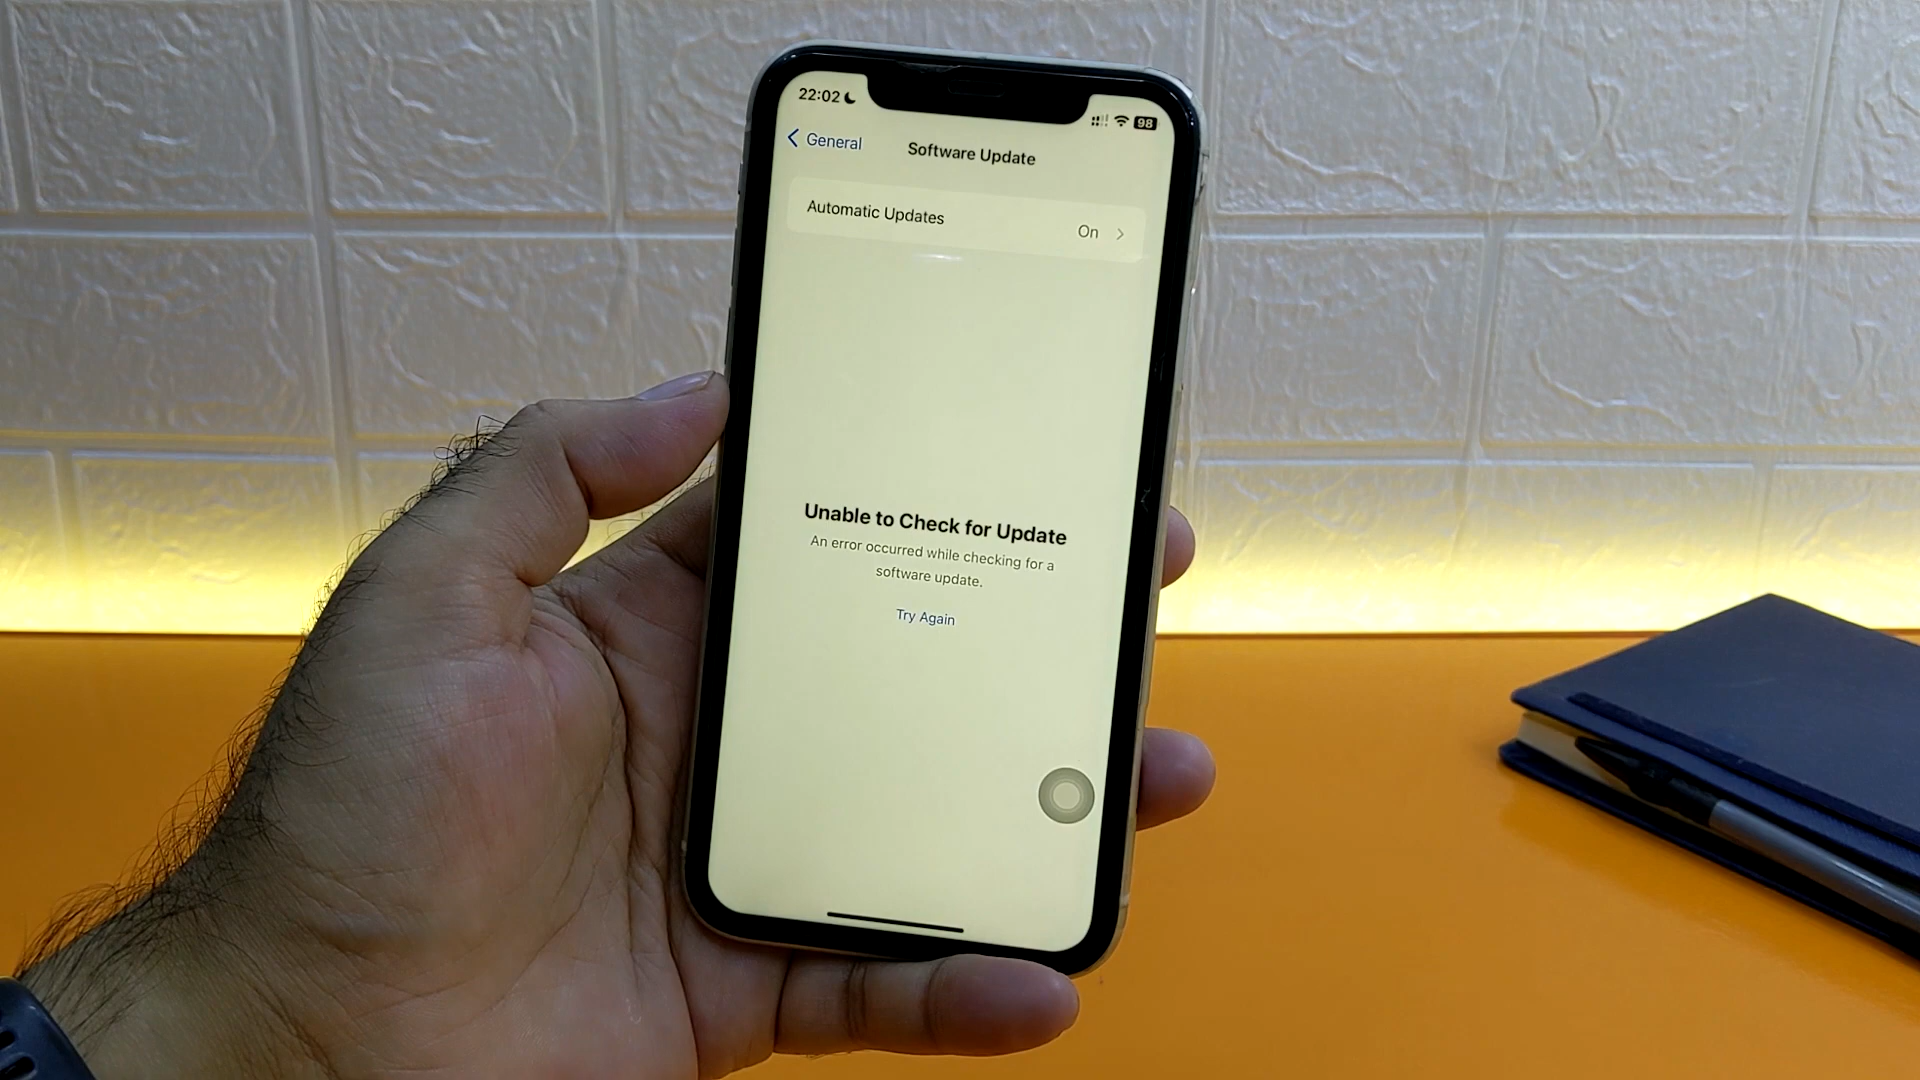 22:02
98
General
Software Update
Automatic Updates
On
Unable to Check for Update
An error occurred while checking for a
software update.
Try Again